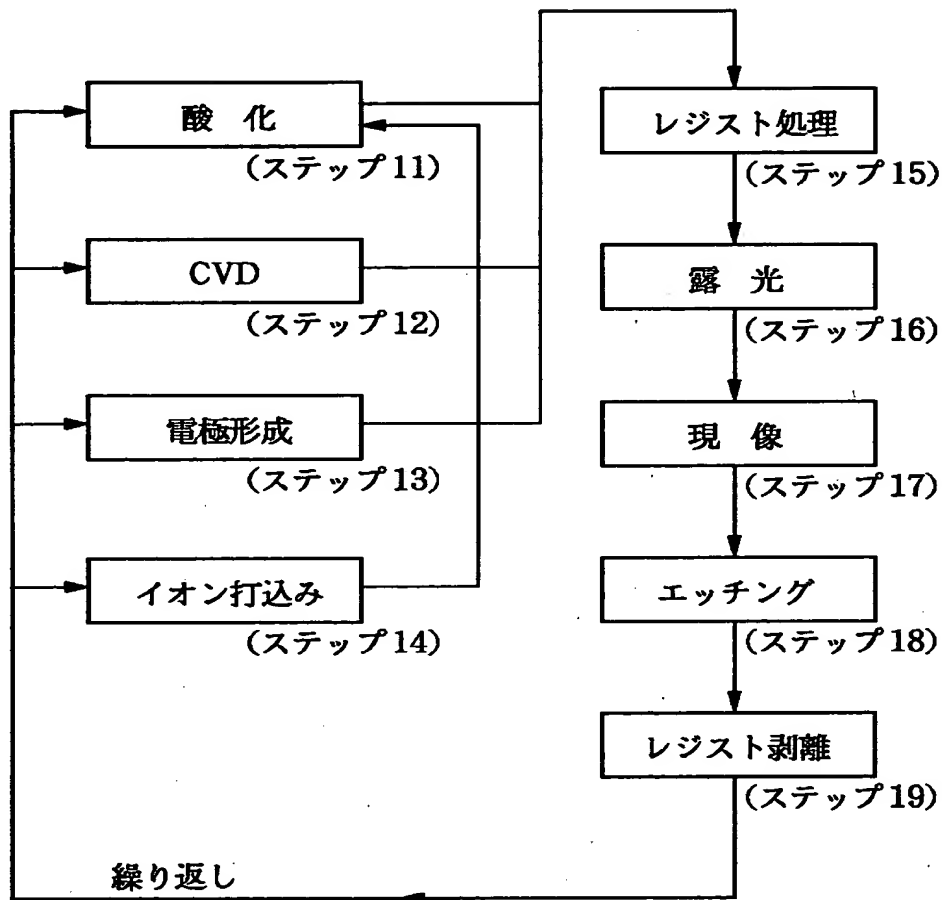 酸 化
(ステップ11)
CVD
(ステップ12)
電極形成
(ステップ13)
イオン打込み
(ステップ14)
レジスト処理
(ステップ15)
露 光
(ステップ16)
現 像
(ステップ17)
エッチング
(ステップ18)
レジスト剥離
(ステップ19)
繰り返し